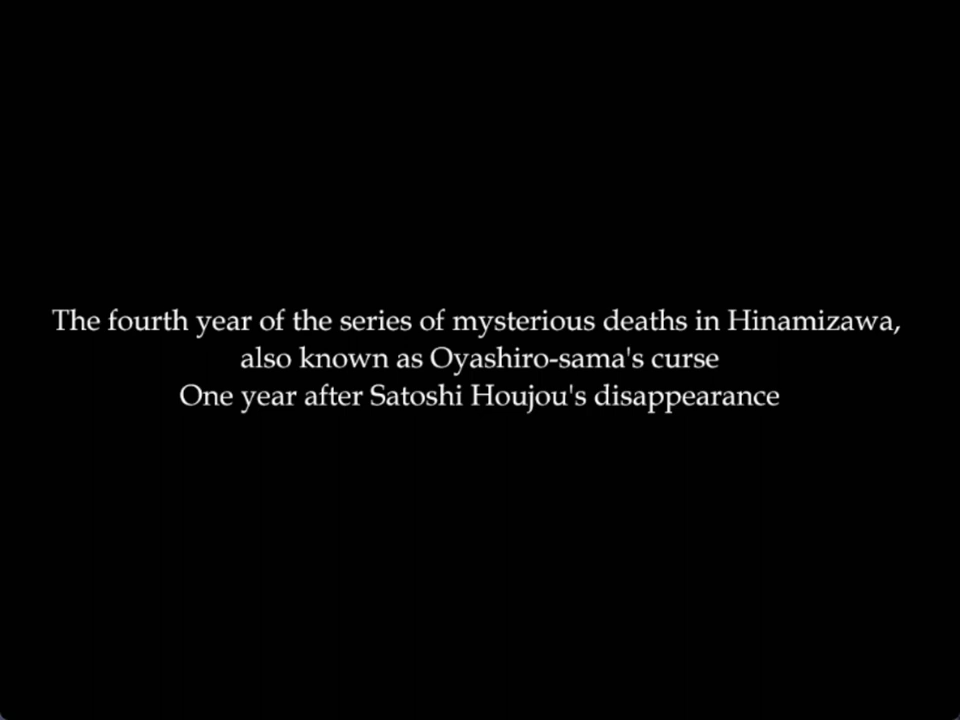 The fourth year of the series of mysterious deaths in Hinamizawa,
also known as Oyashiro-sama's curse
One year after Satoshi Houjou's disappearance